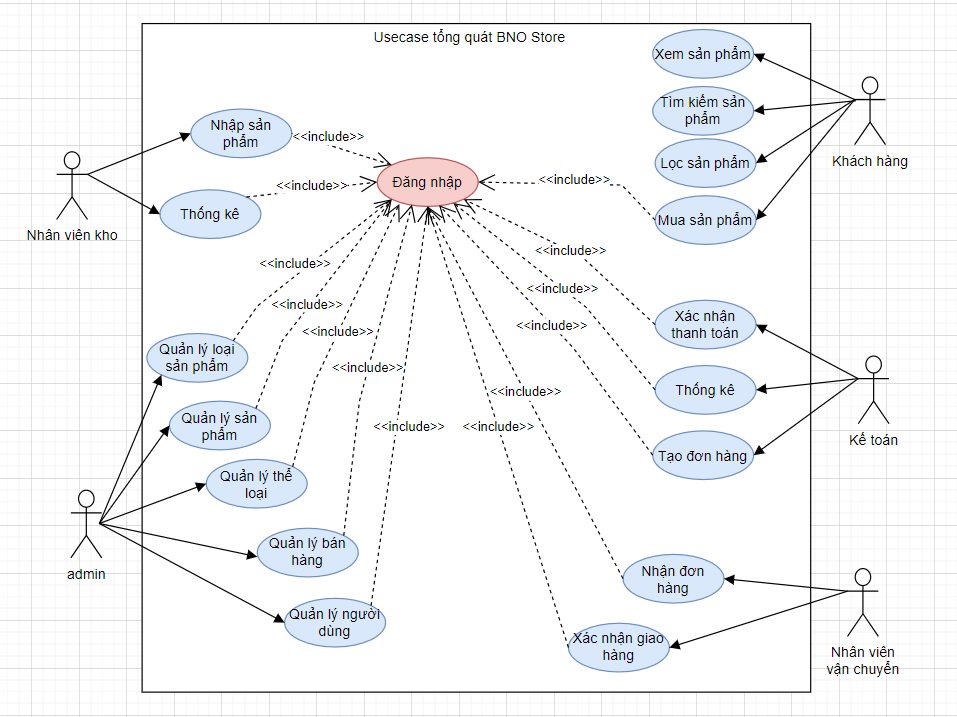 Usecase tổng quát BNO Store
Xem sản phẩm
Tìm kiếm sản
phẩm
Lọc sản phẩm
Mua sản phẩm
Khách hàng
Nhập sản
phẩm
Thống kê
Nhân viên kho
<<include>>
<<include>>
Đăng nhập
<<include>>
<<include>>
<<include>>
<<include>>
<<include>>
<<include>>
<<include>>
<<include>>
<<include>>
<<include>>
<<include>>
Xác nhận
thanh toán
Thống kê
Tạo đơn hàng
Kế toán
Quản lý loại
sản phẩm
Quản lý sản
phẩm
Quản lý thể
loại
Quản lý bán
hàng
Quản lý người
dùng
admin
Nhận đơn
hàng
Xác nhận giao
hàng
Nhân viên
vận chuyển